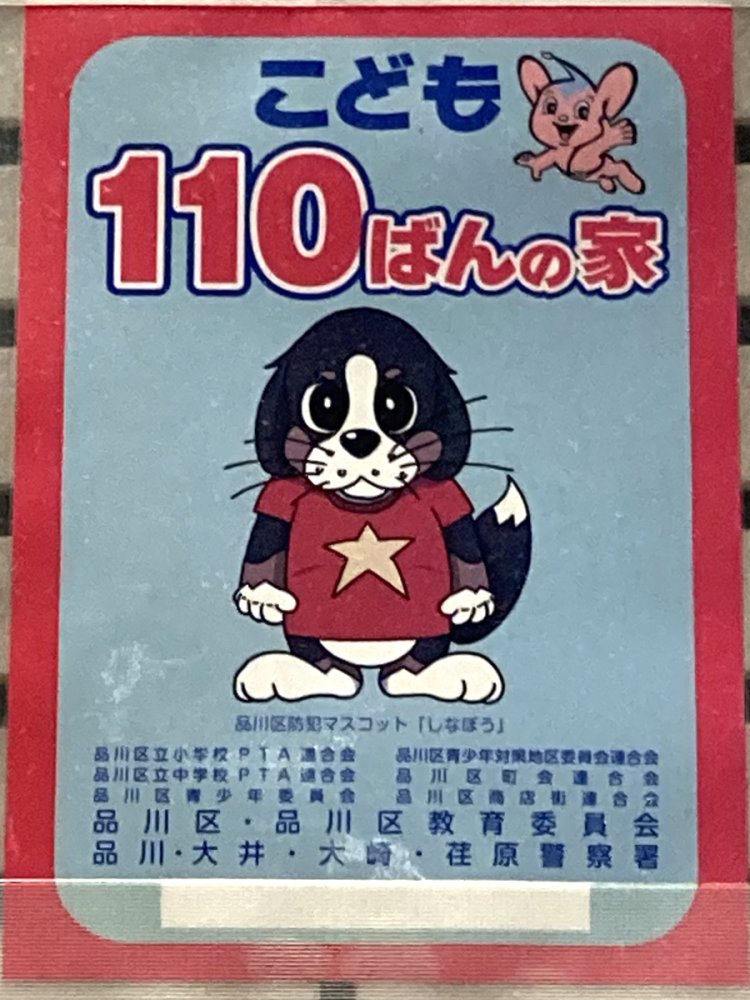 こども
110ばんの家
品川区防犯マスコット「しなぼう」
品川区立小学校PTA連合会
品川区立中学校PTA連合会
品川区青少年委員会
品川区青少年対策地区委員会連合会
品川区町会連合会
品川区商店街連合会
品川区・品川区教育委員会
品川・大井・大崎・荏原警察署